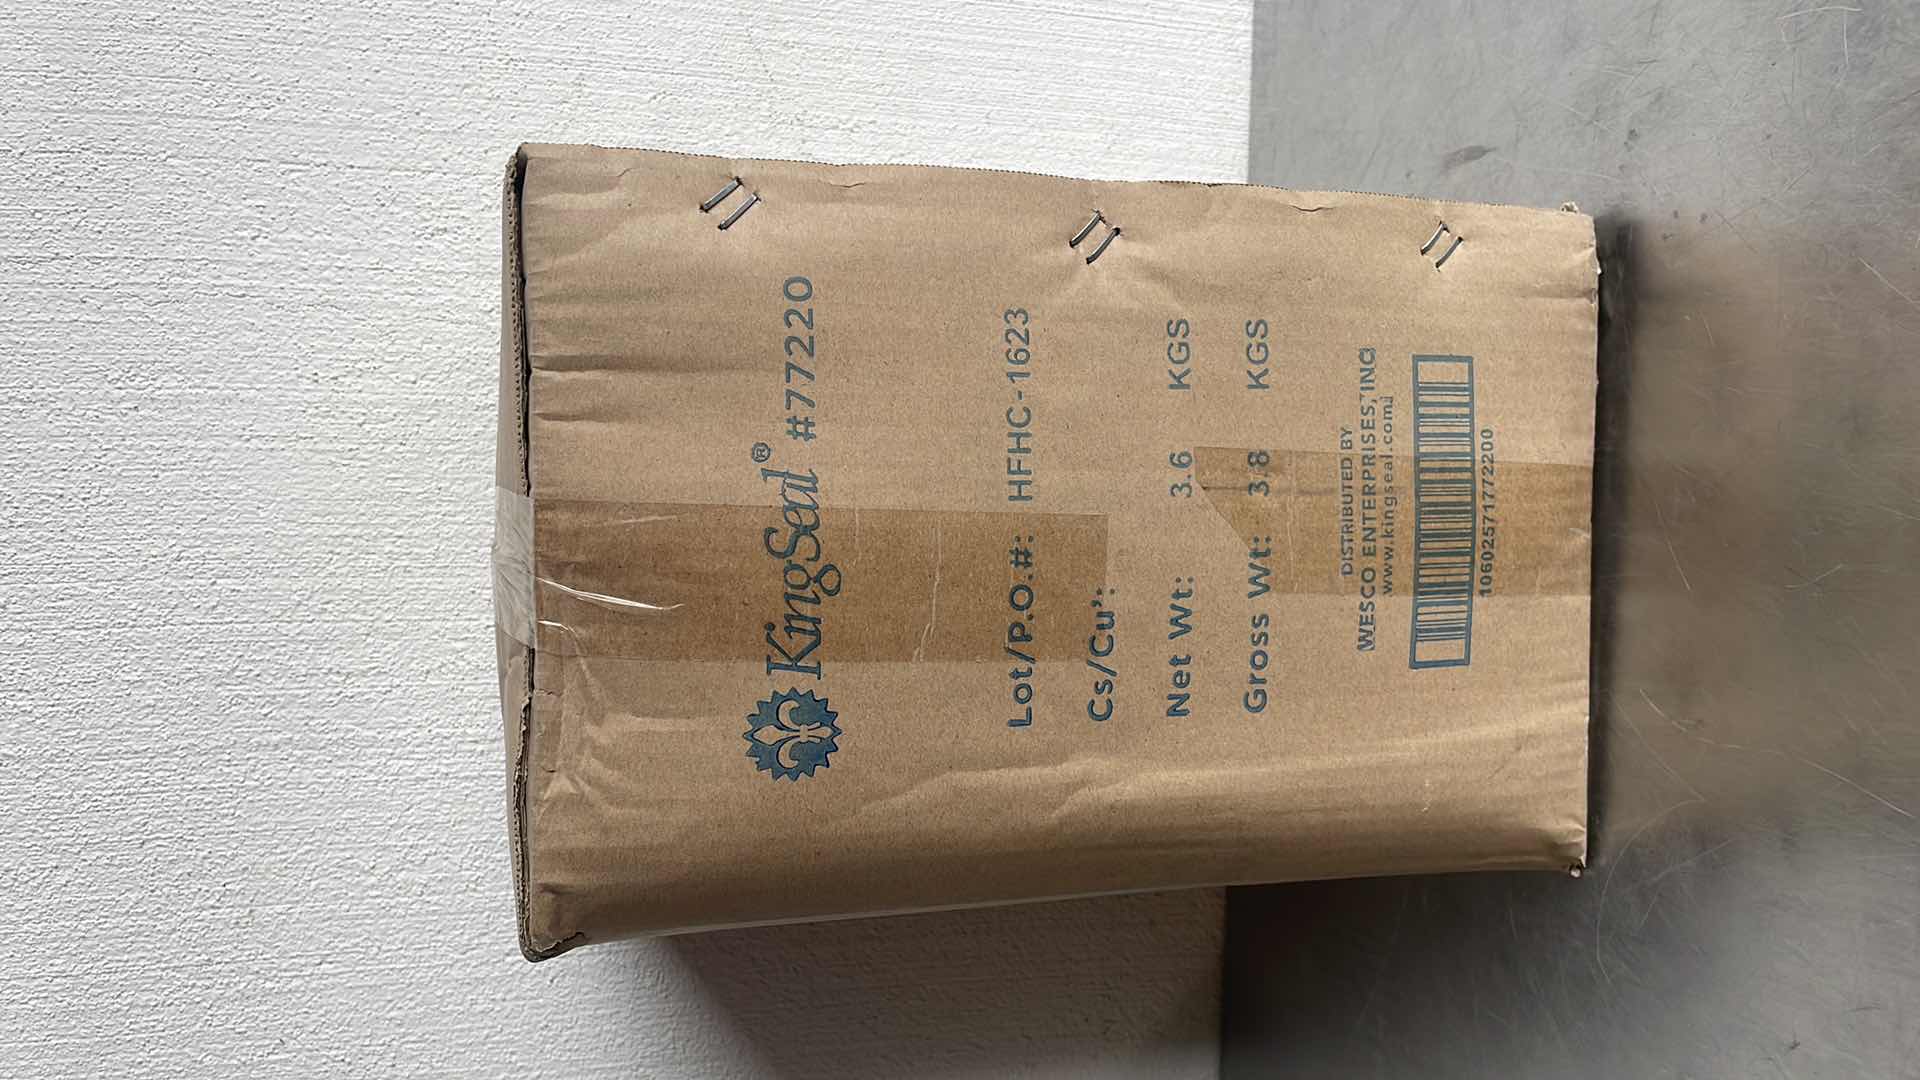 KingSeal® #77220
Lot/P.O.#: HFHC-1623
Cs/Cu':
Net Wt: 3.6 KGS
Gross Wt: 3.8 KGS
DISTRIBUTED BY
WESCO ENTERPRISES, INC
www.kingseal.com
10602571772200